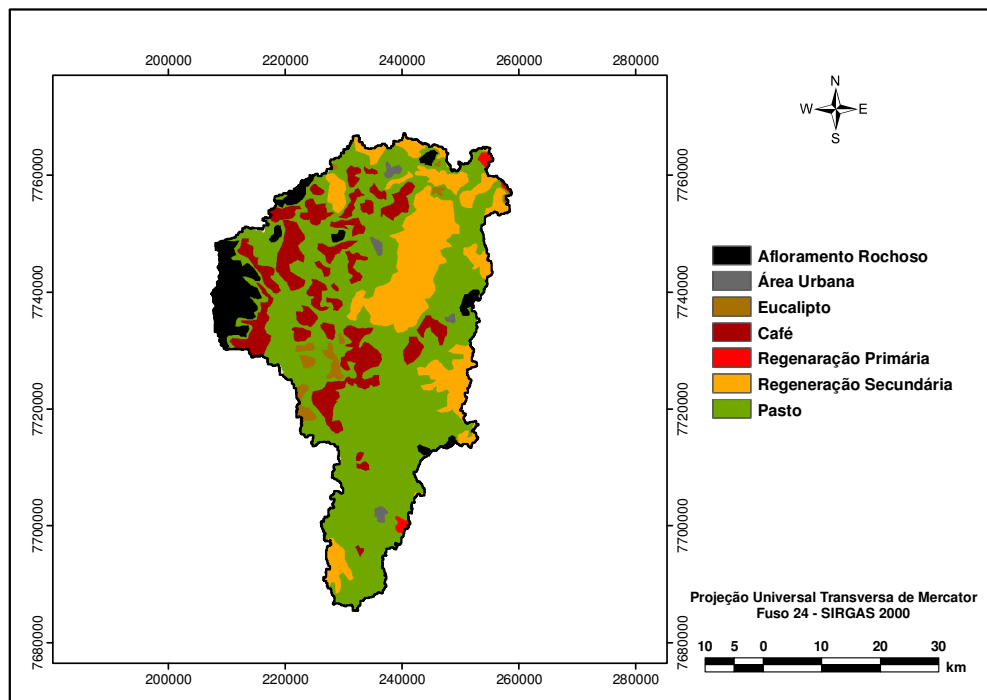 200000 220000 240000 260000 280000
N
W E
S
7760000 7760000
7740000 7740000
7720000 7720000
7700000 7700000
7680000 7680000
200000 220000 240000 260000 280000
Afloramento Rochoso
Área Urbana
Eucalipto
Café
Regenaração Primária
Regeneração Secundária
Pasto
Projeção Universal Transversa de Mercator
Fuso 24 - SIRGAS 2000
10 5 0 10 20 30
km